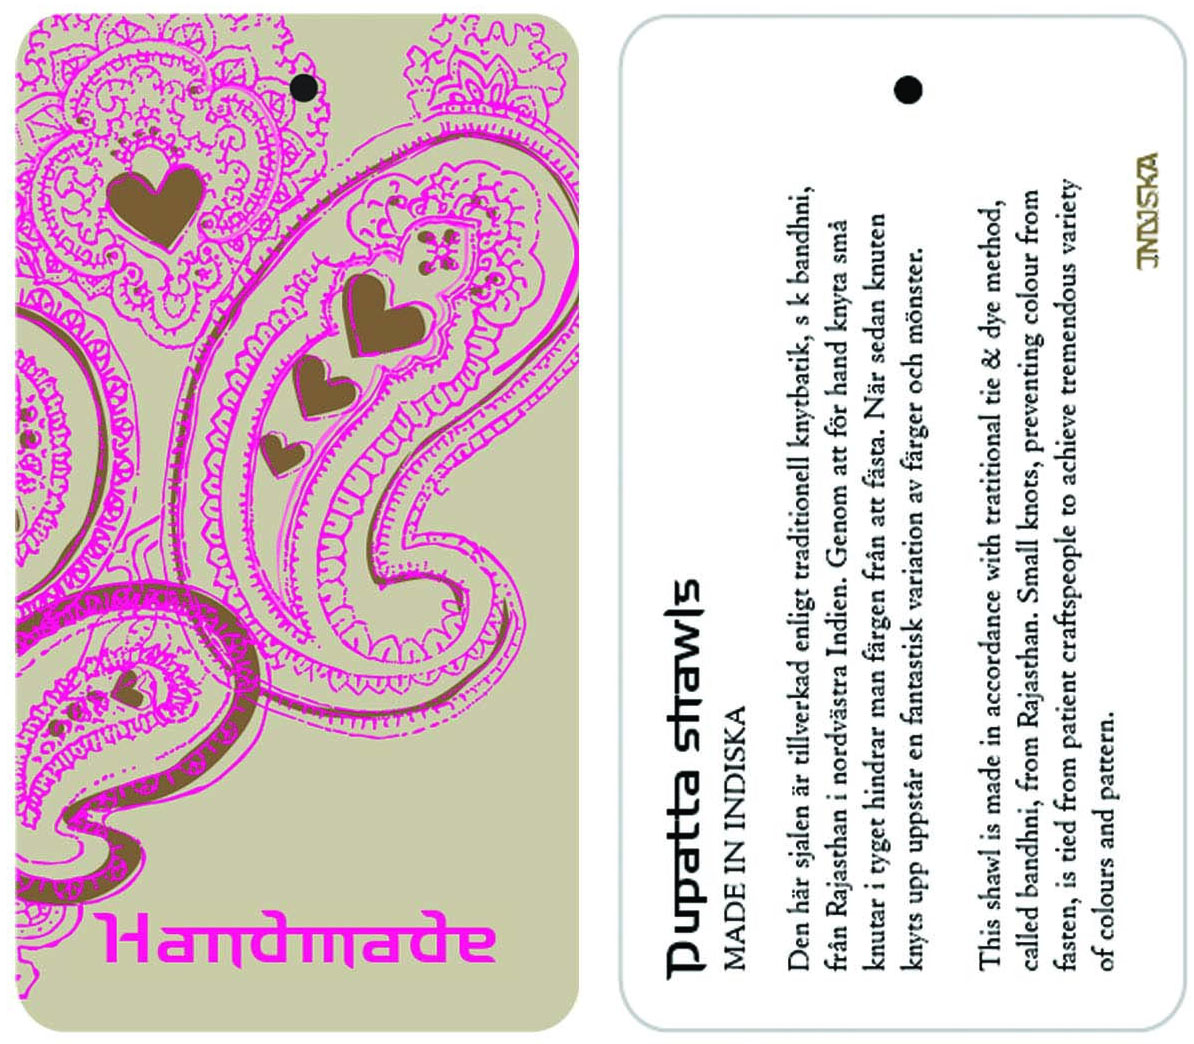 Handmade
Pupatta shawls
MADE IN INDISKA
Den här sjalen är tillverkad enligt traditionell knytbatik, s k bandhni,
från Rajasthan i nordvästra Indien. Genom att för hand knyta små
knutar i tyget hindrar man färgen från att fästa. När sedan knuten
knyts upp uppstår en fantastisk variation av färger och mönster.
This shawl is made in accordance with tratitional tie & dye method,
called bandhni, from Rajasthan. Small knots, preventing colour from
fasten, is tied from patient craftspeople to achieve tremendous variety
of colours and pattern.
INDISKA